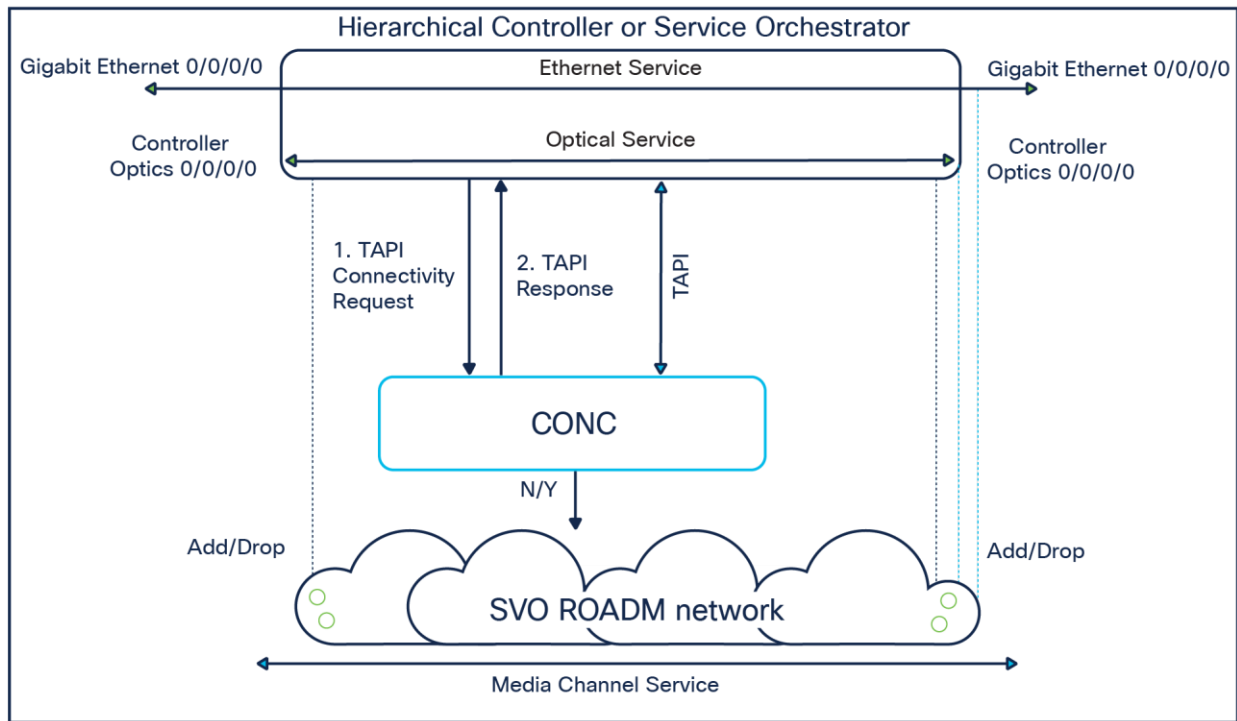 Hierarchical Controller or Service Orchestrator
Gigabit Ethernet 0/0/0/0
Ethernet Service
Gigabit Ethernet 0/0/0/0
Controller
Optics 0/0/0/0
Optical Service
Controller
Optics 0/0/0/0
1. TAPI
Connectivity
Request
2. TAPI
Response
TAPI
CONC
N/Y
Add/Drop
Add/Drop
SVO ROADM network
Media Channel Service